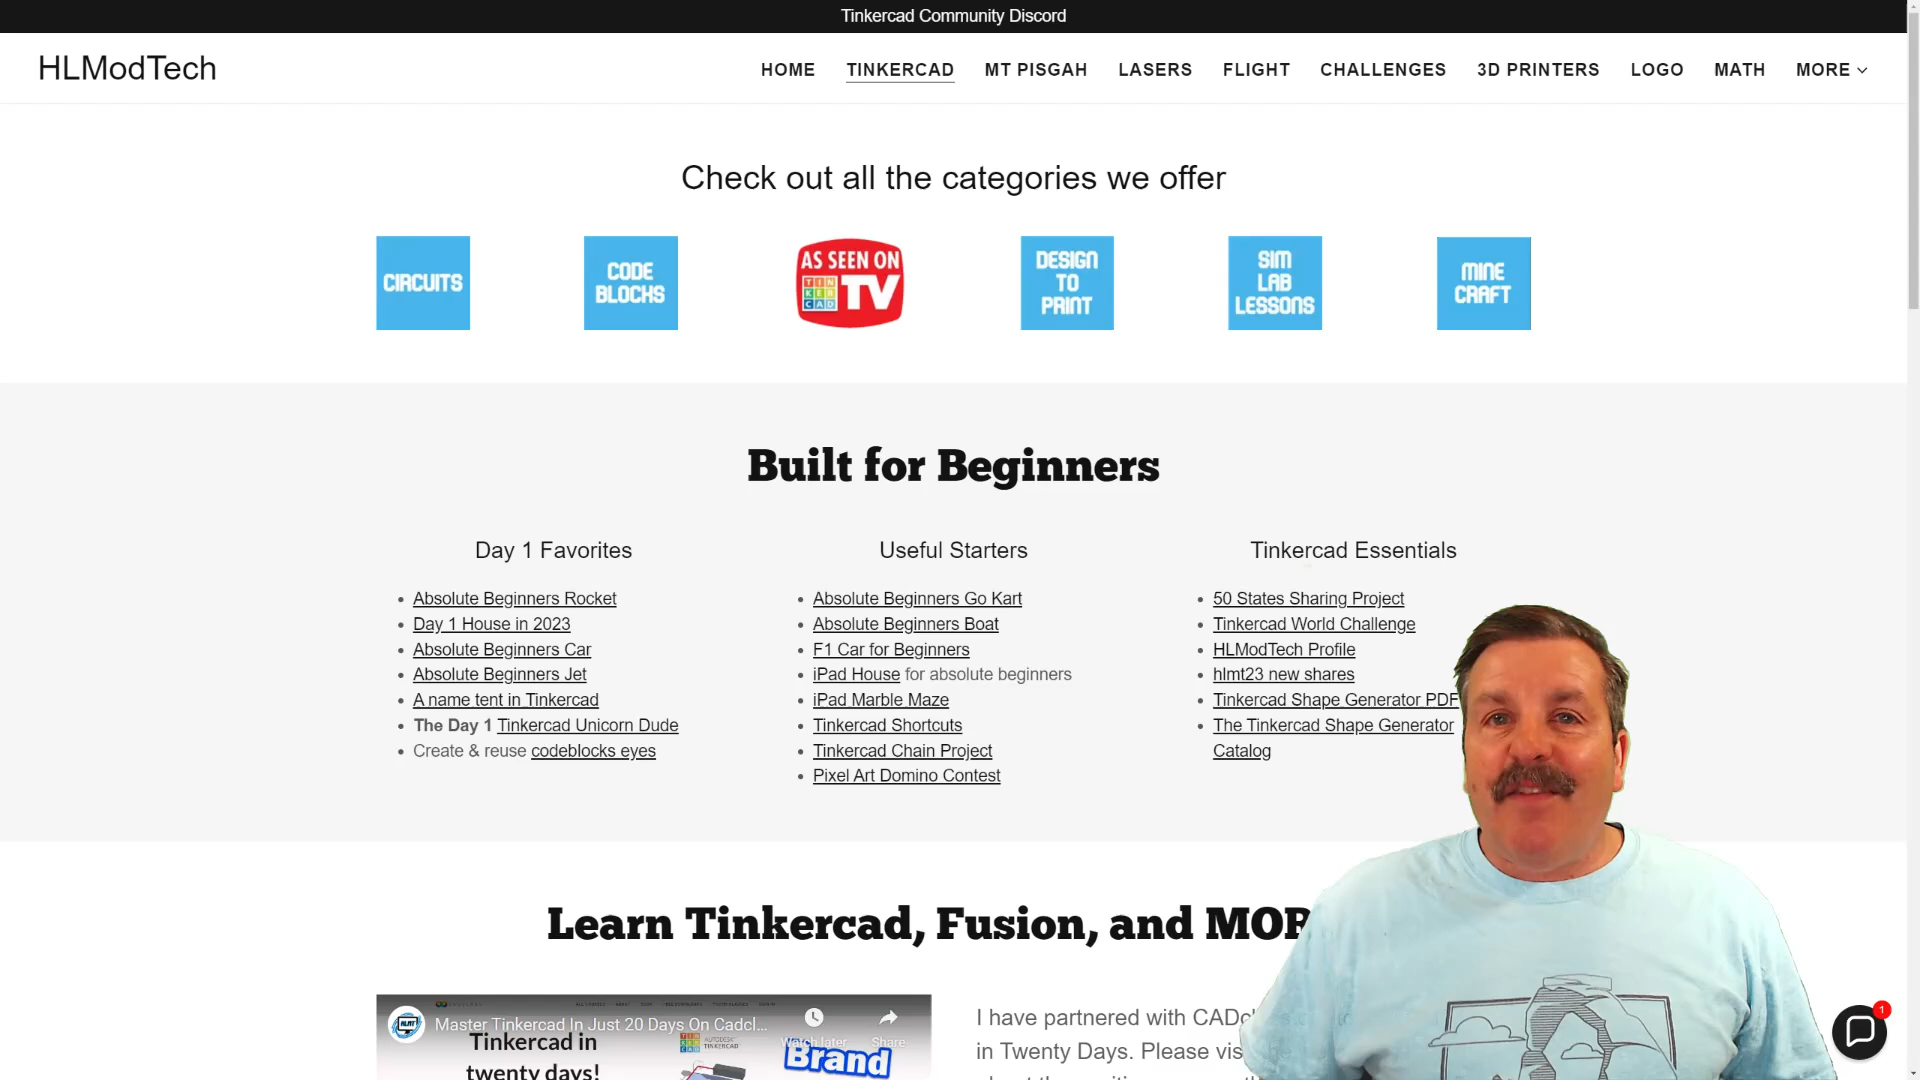 Tinkercad Community Discord
HLModTech
HOME TINKERCAD MT PISGAH LASERS FLIGHT CHALLENGES 3D PRINTERS LOGO MATH MORE
Check out all the categories we offer
CIRCUITS
CODE
BLOCKS
AS SEEN ON
TIN
KER
CAD
TV
DESIGN
TO
PRINT
SIM
LAB
LESSONS
MINE
CRAFT
Built for Beginners
Day 1 Favorites
Absolute Beginners Rocket
Day 1 House in 2023
Absolute Beginners Car
Absolute Beginners Jet
A name tent in Tinkercad
The Day 1 Tinkercad Unicorn Dude
Create & reuse codeblocks eyes
Useful Starters
Absolute Beginners Go Kart
Absolute Beginners Boat
F1 Car for Beginners
iPad House for absolute beginners
iPad Marble Maze
Tinkercad Shortcuts
Tinkercad Chain Project
Pixel Art Domino Contest
Tinkercad Essentials
50 States Sharing Project
Tinkercad World Challenge
HLModTech Profile
hlmt23 new shares
Tinkercad Shape Generator PDF
The Tinkercad Shape Generator
Catalog
Learn Tinkercad, Fusion, and MOR
HLMT
Master Tinkercad In Just 20 Days On Cadcl...
Watch later
Share
Tinkercad in
twenty days!
AUTODESK
TINKERCAD
Brand
I have partnered with CADc
in Twenty Days. Please vis
1